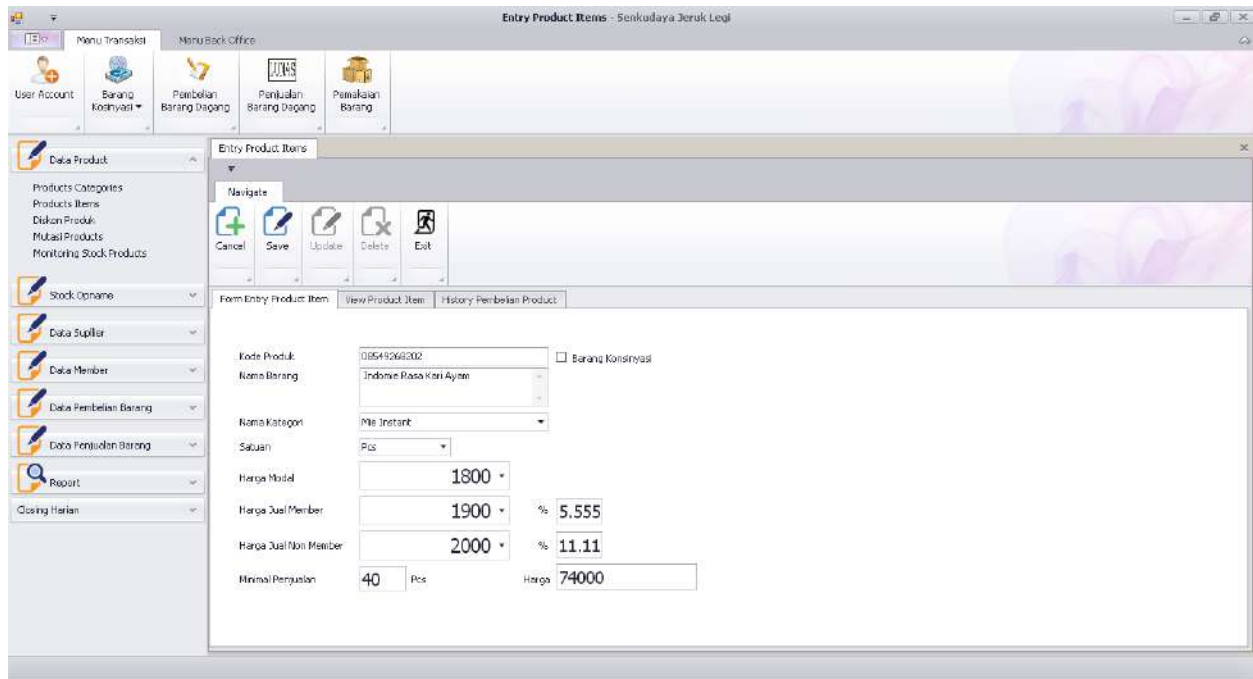 Entry Product Items - Senkudaya Jeruk Legi
Menu Transaksi
Menu Back Office
User Account
Barang Kosinyasi
Pembelian Barang Dagang
LUNAS
Penjualan Barang Dagang
Pemakaian Barang
Data Product
Products Categories
Products Items
Diskon Produk
Mutasi Products
Monitoring Stock Products
Stock Opname
Data Suplier
Data Member
Data Pembelian Barang
Data Penjualan Barang
Report
Closing Harian
Entry Product Items
Navigate
Cancel
Save
Update
Delete
Exit
Form Entry Product Item
View Product Item
History Pembelian Product
Kode Produk 08549268202 Barang Konsinyasi
Nama Barang Indomie Rasa Kari Ayam
Nama Kategori Mie Instant
Satuan Pcs
Harga Modal 1800
Harga Jual Member 1900 % 5.555
Harga Jual Non Member 2000 % 11.11
Minimal Penjualan 40 Pcs Harga 74000